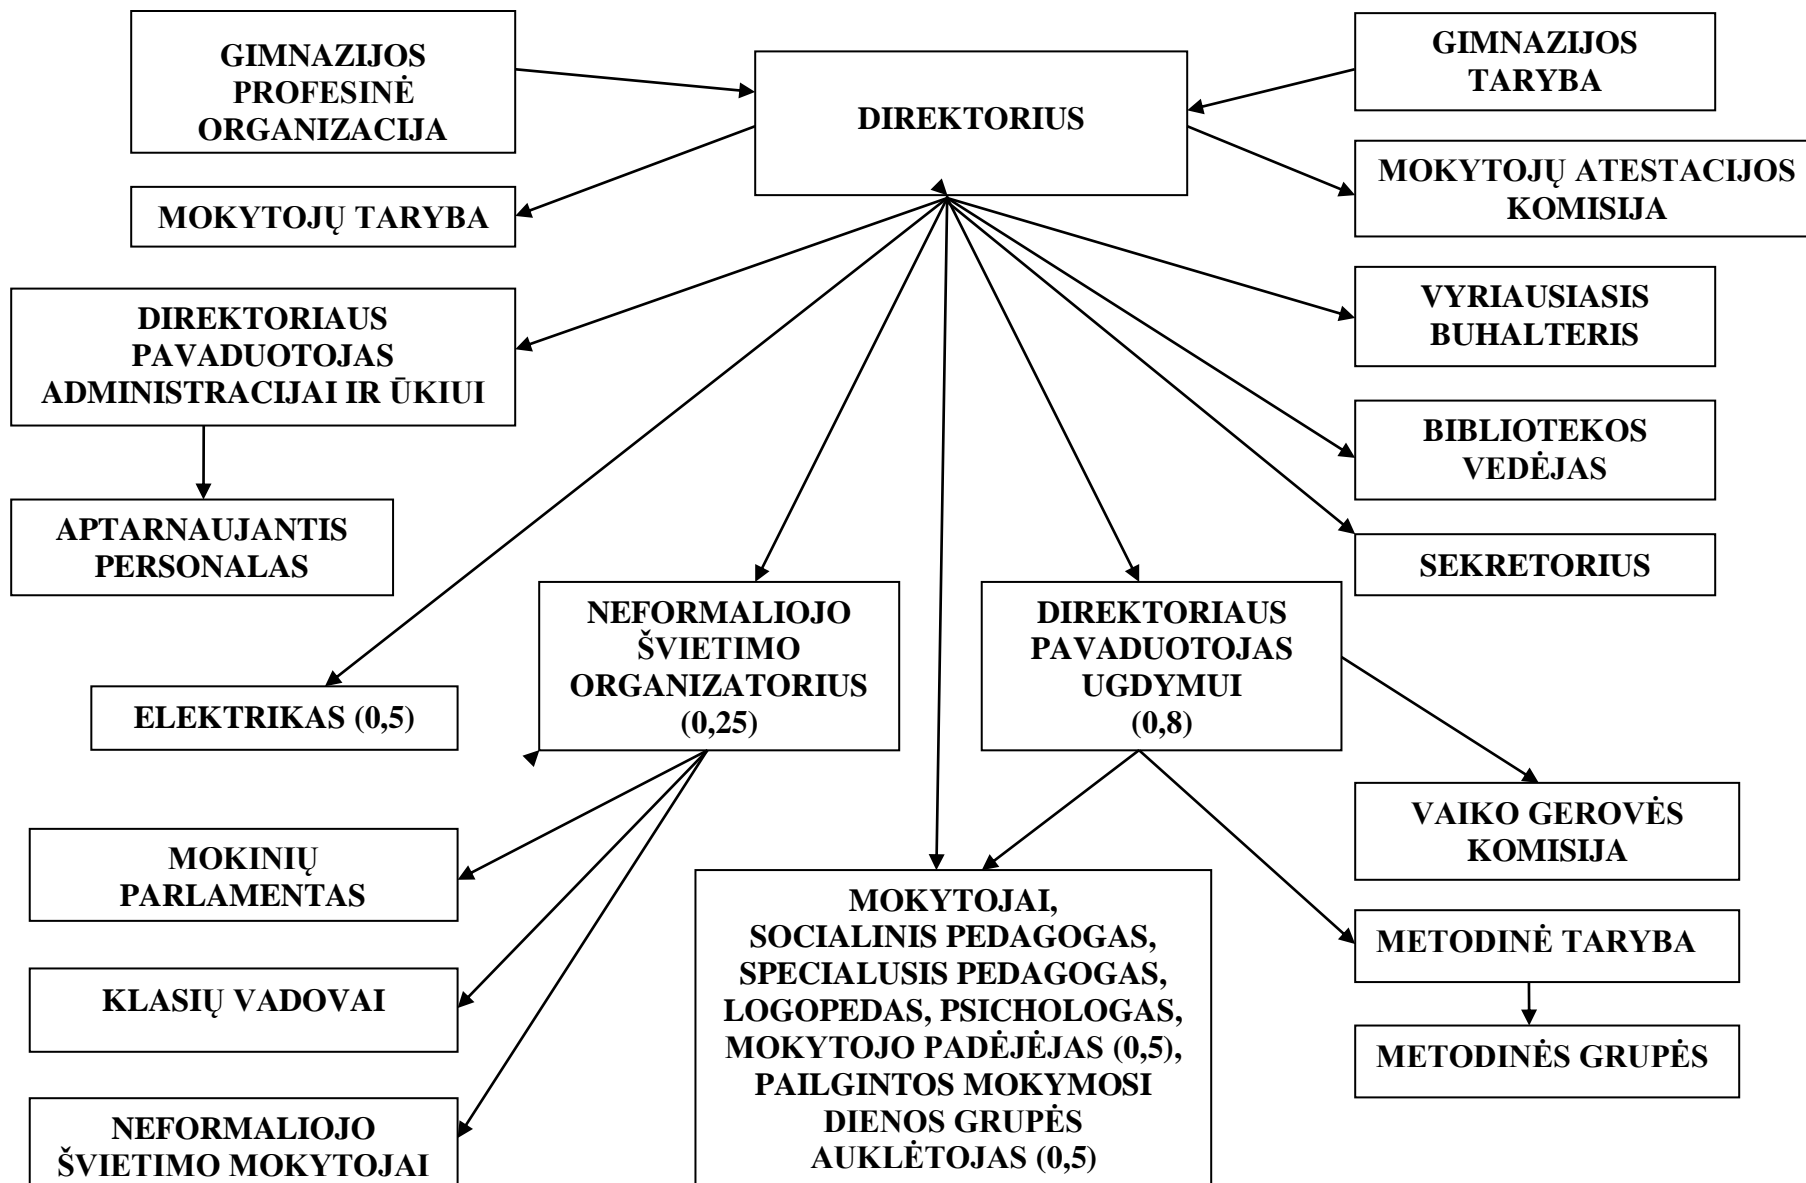 GIMNAZIJOS
PROFESINĖ
ORGANIZACIJA
DIREKTORIUS
GIMNAZIJOS
TARYBA
MOKYTOJŲ TARYBA
MOKYTOJŲ ATESTACIJOS
KOMISIJA
DIREKTORIAUS
PAVADUOTOJAS
ADMINISTRACIJAI IR ŪKIUI
VYRIAUSIASIS
BUHALTERIS
BIBLIOTEKOS
VEDĖJAS
APTARNAUJANTIS
PERSONALAS
SEKRETORIUS
ELEKTRIKAS (0,5)
NEFORMALIOJO
ŠVIETIMO
ORGANIZATORIUS
(0,25)
DIREKTORIAUS
PAVADUOTOJAS
UGDYMUI
(0,8)
VAIKO GEROVĖS
KOMISIJA
MOKINIŲ
PARLAMENTAS
KLASIŲ VADOVAI
NEFORMALIOJO
ŠVIETIMO MOKYTOJAI
MOKYTOJAI,
SOCIALINIS PEDAGOGAS,
SPECIALUSIS PEDAGOGAS,
LOGOPEDAS, PSICHOLOGAS,
MOKYTOJO PADĖJĖJAS (0,5),
PAILGINTOS MOKYMOSI
DIENOS GRUPĖS
AUKLĖTOJAS (0,5)
METODINĖ TARYBA
METODINĖS GRUPĖS